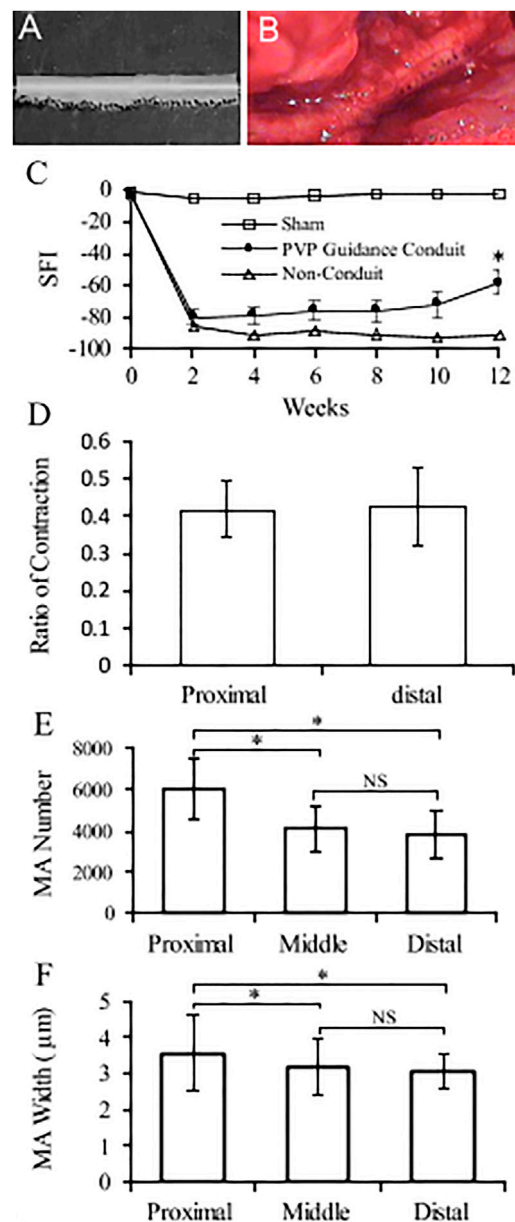 A
B
C
0
-20
-40
-60
-80
-100
SFI
Sham
PVP Guidance Conduit
Non-Conduit
*
0 2 4 6 8 10 12
Weeks
D
0.6
0.5
0.4
0.3
0.2
0.1
0
Ratio of Contraction
Proximal distal
E
8000
6000
4000
2000
0
MA Number
*
*
NS
Proximal Middle Distal
F
5
4
3
2
1
0
MA Width ( μm)
*
*
NS
Proximal Middle Distal